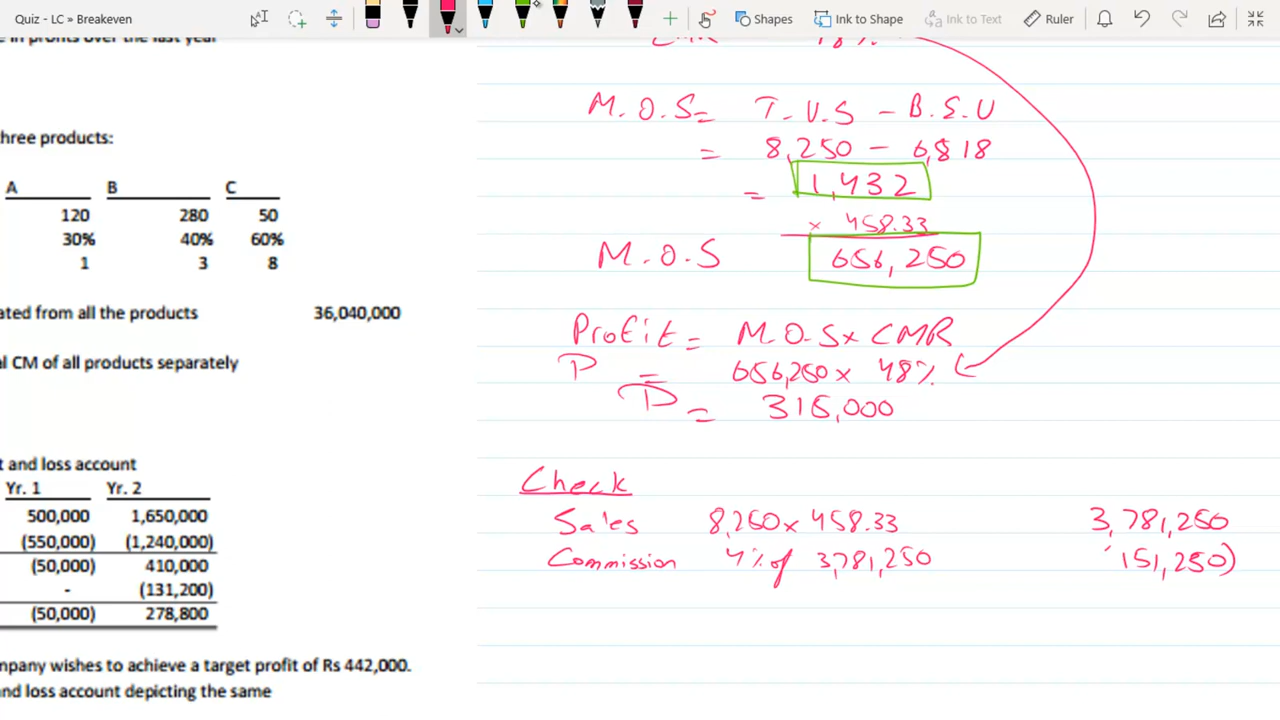 Quiz - LC » Breakeven
Shapes
Ink to Shape
Ink to Text
Ruler
e in profits over the last year
three products:
A B C
120 280 50
30% 40% 60%
1 3 8
ated from all the products 36,040,000
al CM of all products separately
t and loss account
Yr. 1 Yr. 2
500,000 1,650,000
(550,000) (1,240,000)
(50,000) 410,000
- (131,200)
(50,000) 278,800
mpany wishes to achieve a target profit of Rs 442,000.
and loss account depicting the same
CMR 48%
M.O.S = T.U.S - B.S.U
= 8,250 - 6,818
= 1,432
× 458.33
M.O.S 656,250
Profit = M.O.S × CMR
P = 656,250 × 48%
P = 315,000
Check
Sales 8,250 × 458.33 3,781,250
Commission 4% of 3,781,250 (151,250)